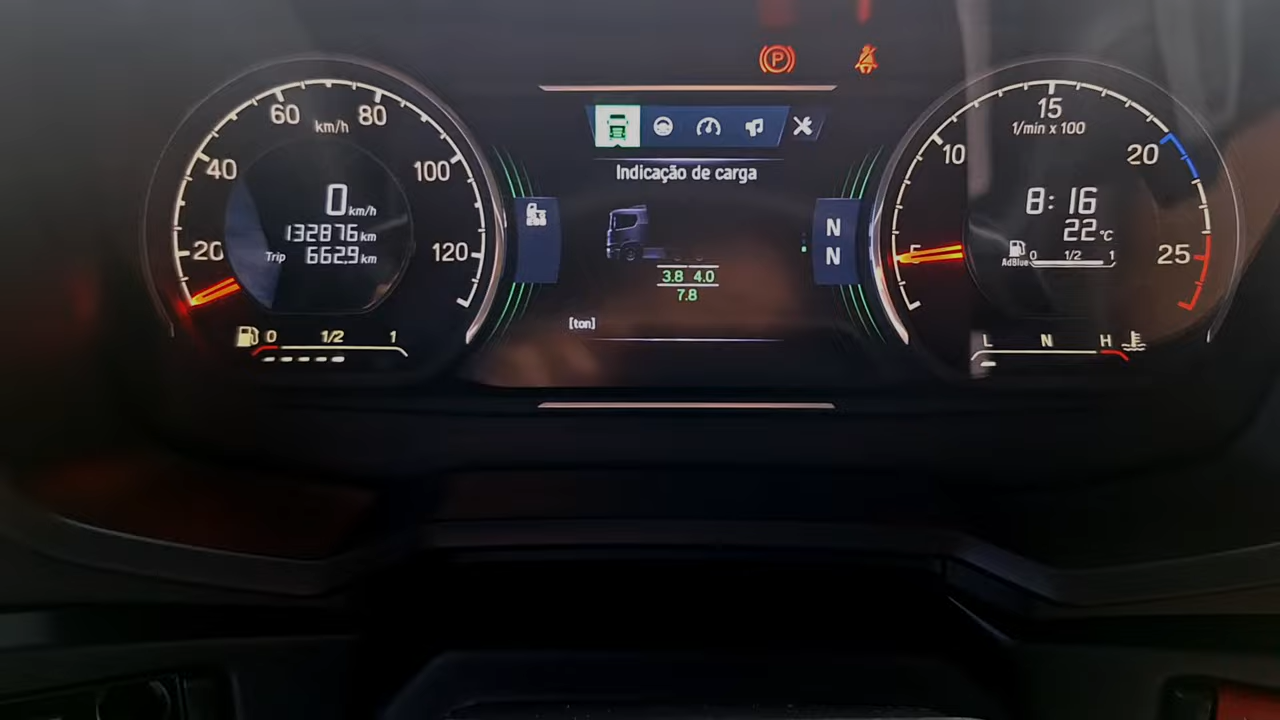 P
60
80
km/h
40
100
20
120
0 km/h
132876 km
Trip 662.9 km
0 1/2 1
Indicação de carga
3.8 4.0
7.8
[ton]
N
N
15
1/min x 100
10
20
5
25
8:16
22 °C
AdBlue 0 1/2 1
L N H